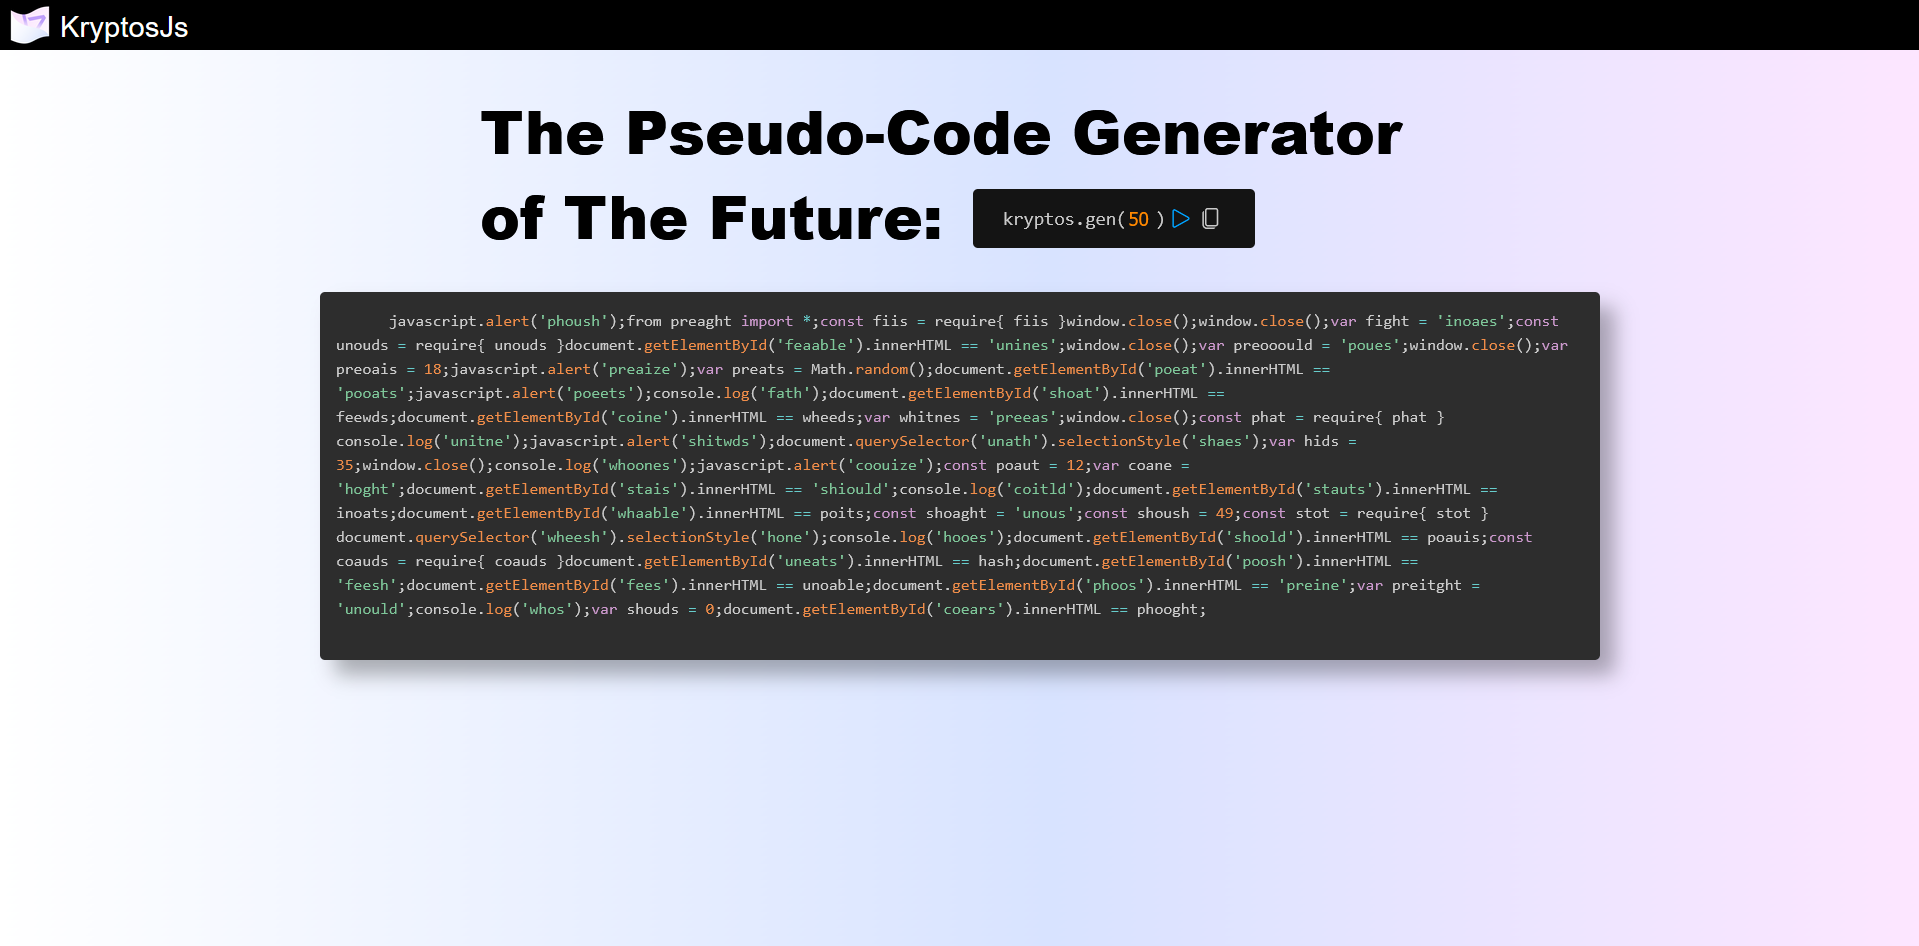 KryptosJs
The Pseudo-Code Generator
of The Future:
kryptos.gen(50 )
javascript.alert('phoush');from preaght import *;const fiis = require{ fiis }window.close();window.close();var fight = 'inoaes';const
unouds = require{ unouds }document.getElementById('feaable').innerHTML == 'unines';window.close();var preooould = 'poues';window.close();var
preoais = 18;javascript.alert('preaize');var preats = Math.random();document.getElementById('poeat').innerHTML ==
'pooats';javascript.alert('poeets');console.log('fath');document.getElementById('shoat').innerHTML ==
feewds;document.getElementById('coine').innerHTML == wheeds;var whitnes = 'preeas';window.close();const phat = require{ phat }
console.log('unitne');javascript.alert('shitwds');document.querySelector('unath').selectionStyle('shaes');var hids =
35;window.close();console.log('whoones');javascript.alert('coouize');const poaut = 12;var coane =
'hoght';document.getElementById('stais').innerHTML == 'shiould';console.log('coitld');document.getElementById('stauts').innerHTML ==
inoats;document.getElementById('whaable').innerHTML == poits;const shoaght = 'unous';const shoush = 49;const stot = require{ stot }
document.querySelector('wheesh').selectionStyle('hone');console.log('hooes');document.getElementById('shoold').innerHTML == poauis;const
coauds = require{ coauds }document.getElementById('uneats').innerHTML == hash;document.getElementById('poosh').innerHTML ==
'feesh';document.getElementById('fees').innerHTML == unoable;document.getElementById('phoos').innerHTML == 'preine';var preitght =
'unould';console.log('whos');var shouds = 0;document.getElementById('coears').innerHTML == phooght;